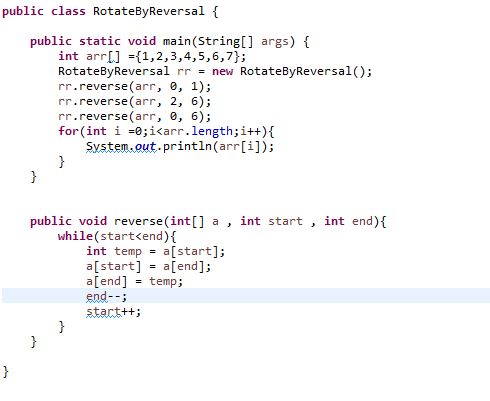 public class RotateByReversal {
public static void main(String[] args) {
int arr[] ={1,2,3,4,5,6,7};
RotateByReversal rr = new RotateByReversal();
rr.reverse(arr, 0, 1);
rr.reverse(arr, 2, 6);
rr.reverse(arr, 0, 6);
for(int i =0;i<arr.length;i++){
System.out.println(arr[i]);
}
}
public void reverse(int[] a , int start , int end){
while(start<end){
int temp = a[start];
a[start] = a[end];
a[end] = temp;
end--;
start++;
}
}
}